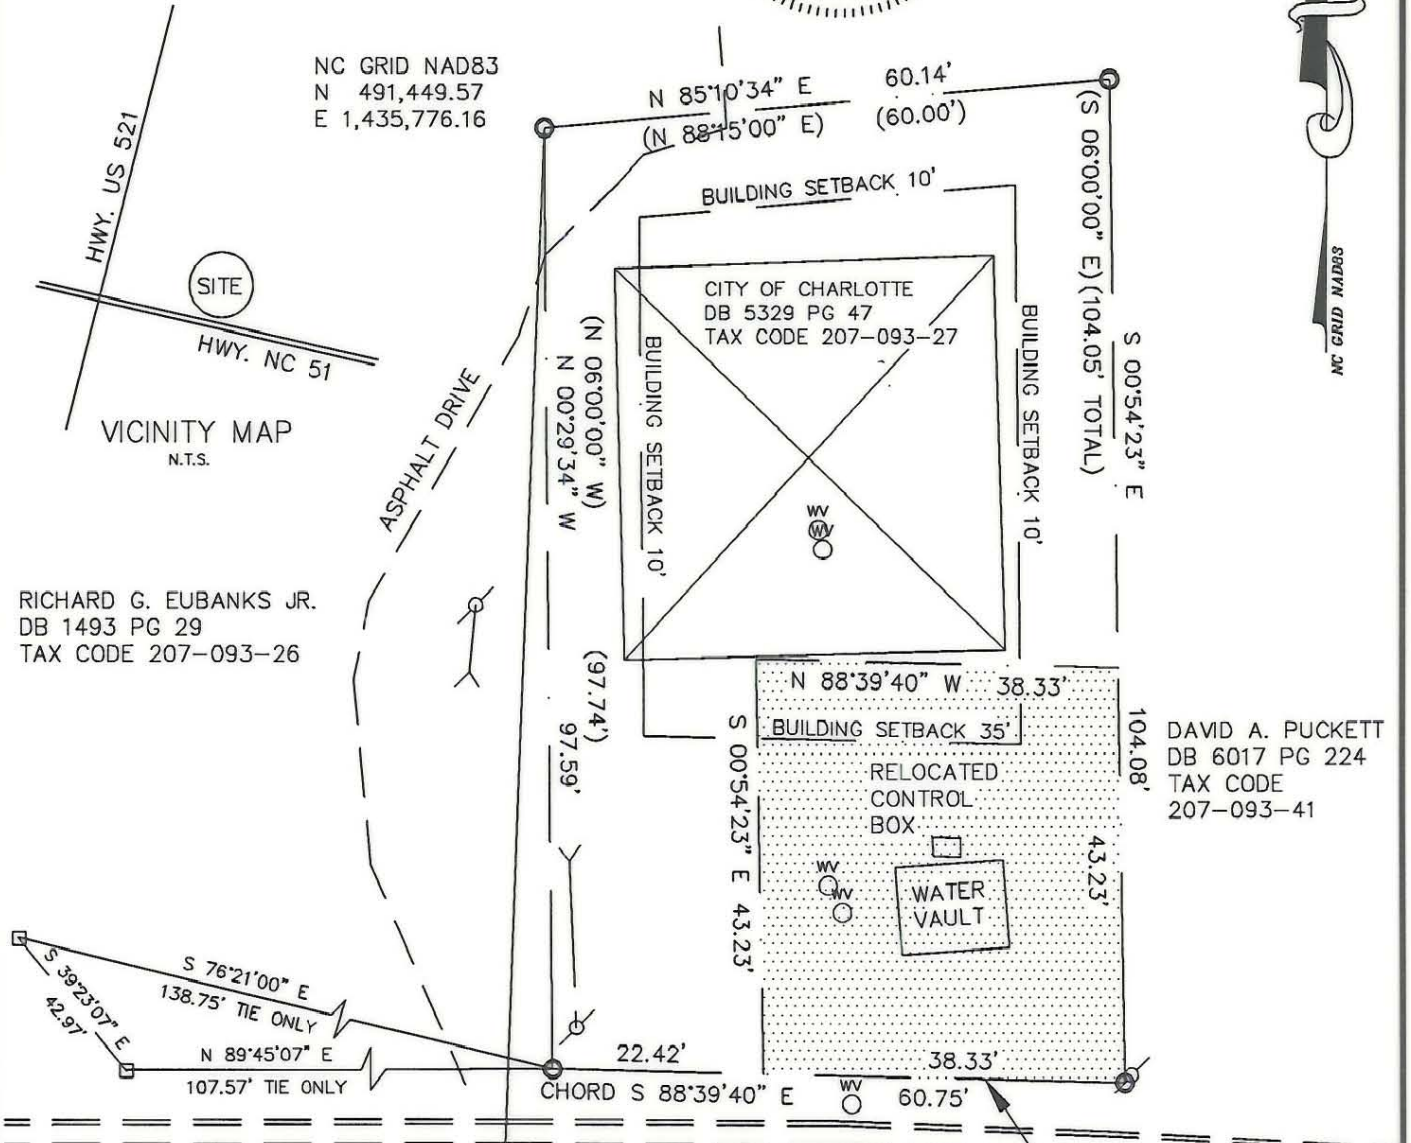 NC GRID NAD83
N 491,449.57
E 1,435,776.16
N 85°10'34" E 60.14'
(N 88°15'00" E) (60.00')
HWY. US 521
SITE
HWY. NC 51
VICINITY MAP
N.T.S.
NC GRID NAD83
BUILDING SETBACK 10'
CITY OF CHARLOTTE
DB 5329 PG 47
TAX CODE 207-093-27
(S 06°00'00" E)(104.05' TOTAL)
S 00°54'23" E
104.08'
BUILDING SETBACK 10'
BUILDING SETBACK 10'
(N 06°00'00" W)
N 00°29'34" W
(97.74')
97.59'
ASPHALT DRIVE
WV
WV
RICHARD G. EUBANKS JR.
DB 1493 PG 29
TAX CODE 207-093-26
N 88°39'40" W 38.33'
BUILDING SETBACK 35'
S 00°54'23" E 43.23'
RELOCATED
CONTROL
BOX
WV
WV
WATER
VAULT
43.23'
DAVID A. PUCKETT
DB 6017 PG 224
TAX CODE
207-093-41
S 76°21'00" E
138.75' TIE ONLY
S 39°23'07" E
42.97'
N 89°45'07" E
107.57' TIE ONLY
22.42'
38.33'
CHORD S 88°39'40" E
WV
60.75'